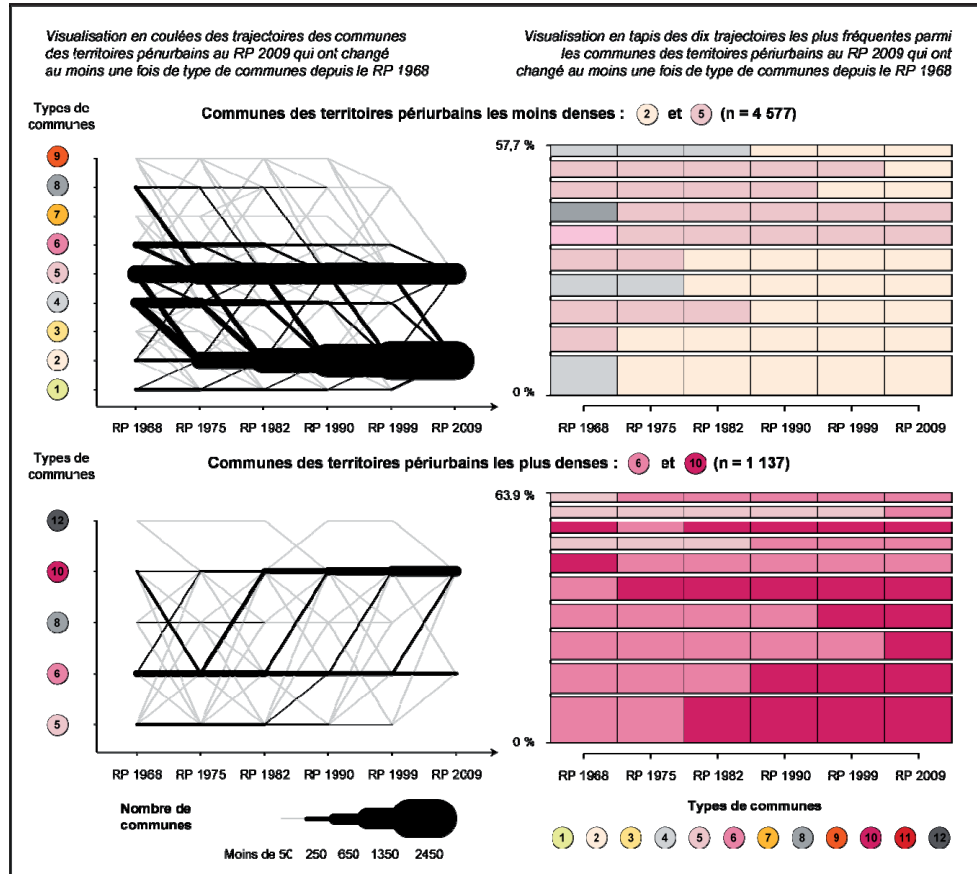 Visualisation en coulées des trajectoires des communes
des territoires périurbains au RP 2009 qui ont changé
au moins une fois de type de communes depuis le RP 1968
Visualisation en tapis des dix trajectoires les plus fréquentes parmi
les communes des territoires périurbains au RP 2009 qui ont
changé au moins une fois de type de communes depuis le RP 1968
Types de
communes
Communes des territoires périurbains les moins denses : 2 et 5 (n = 4 577)
9
8
7
6
5
4
3
2
1
57,7 %
0 %
RP 1968 RP 1975 RP 1982 RP 1990 RP 1999 RP 2009
RP 1968 RP 1975 RP 1982 RP 1990 RP 1999 RP 2009
Types de
communes
Communes des territoires périurbains les plus denses : 6 et 10 (n = 1 137)
12
10
8
6
5
63.9 %
0 %
RP 1968 RP 1975 RP 1982 RP 1990 RP 1999 RP 2009
RP 1968 RP 1975 RP 1982 RP 1990 RP 1999 RP 2009
Nombre de
communes
Moins de 50 250 650 1350 2450
Types de communes
1 2 3 4 5 6 7 8 9 10 11 12